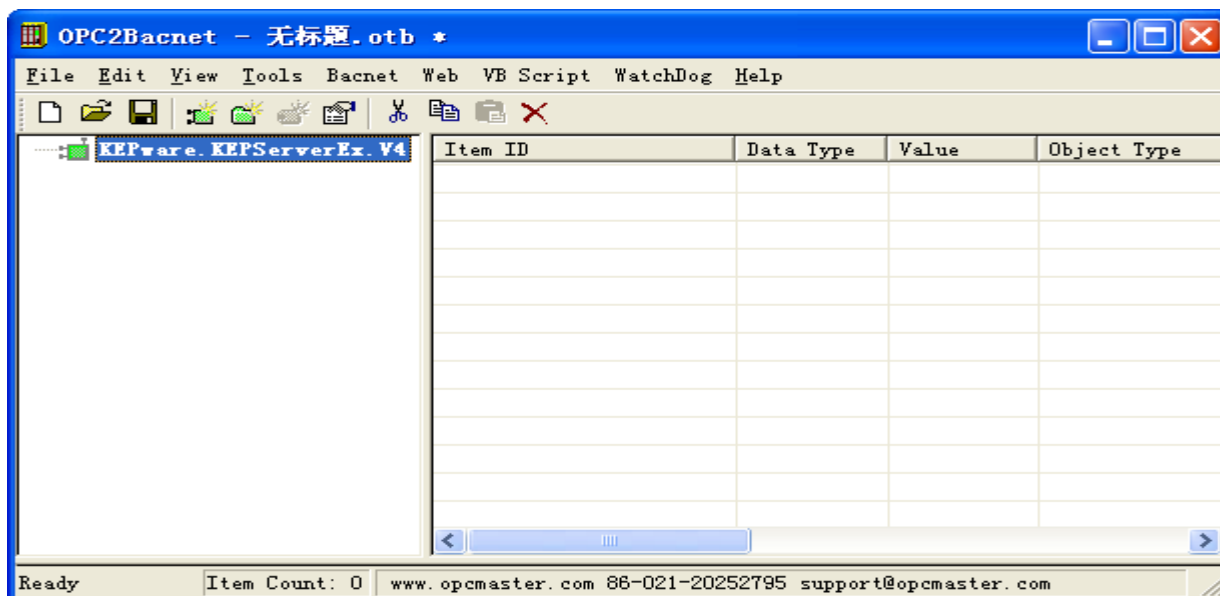 OPC2Bacnet - 无标题.otb *
File Edit View Tools Bacnet Web VB Script WatchDog Help
KEPware.KEPServerEx.V4
Item ID Data Type Value Object Type
Ready Item Count: 0 www.opcmaster.com 86-021-20252795 support@opcmaster.com